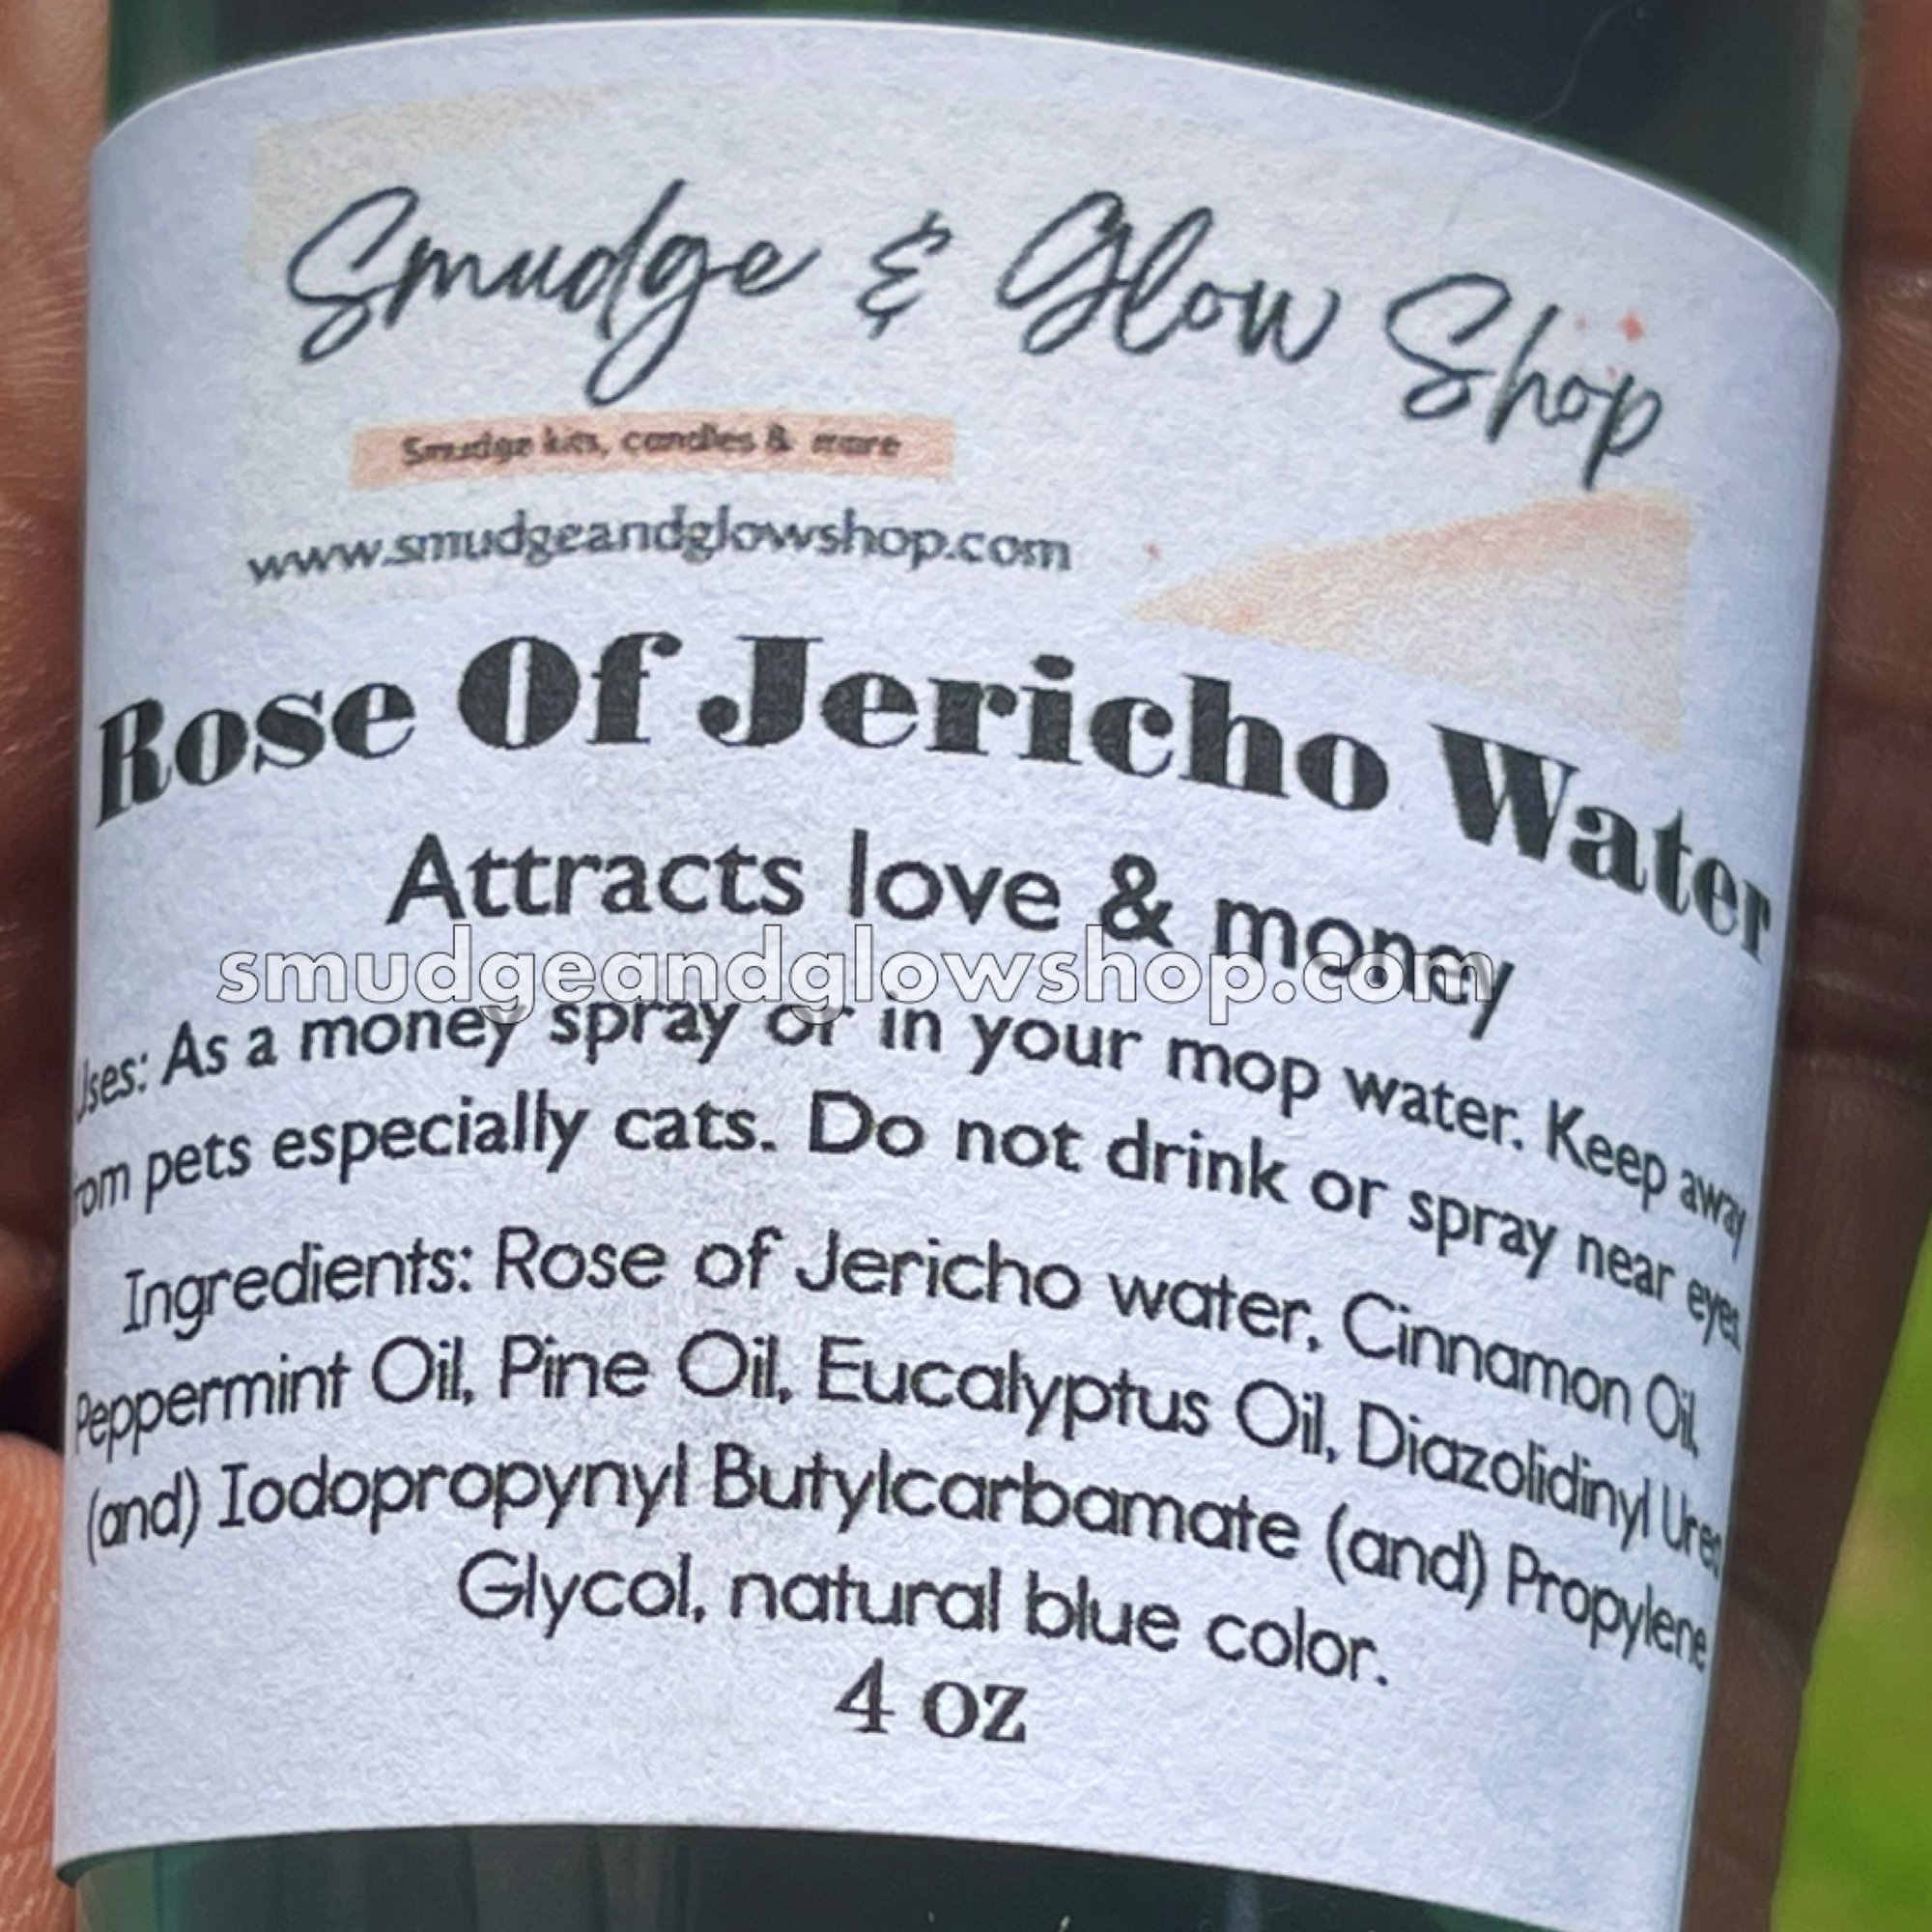 Smudge & Glow Shop
Smudge kits, candles & more
www.smudgeandglowshop.com
Rose Of Jericho Water
Attracts love & money
smudgeandglowshop.com
Uses: As a money spray or in your mop water. Keep away
from pets especially cats. Do not drink or spray near eyes
Ingredients: Rose of Jericho water, Cinnamon Oil,
Peppermint Oil, Pine Oil, Eucalyptus Oil, Diazolidinyl Urea
(and) Iodopropynyl Butylcarbamate (and) Propylene
Glycol, natural blue color.
4 oz